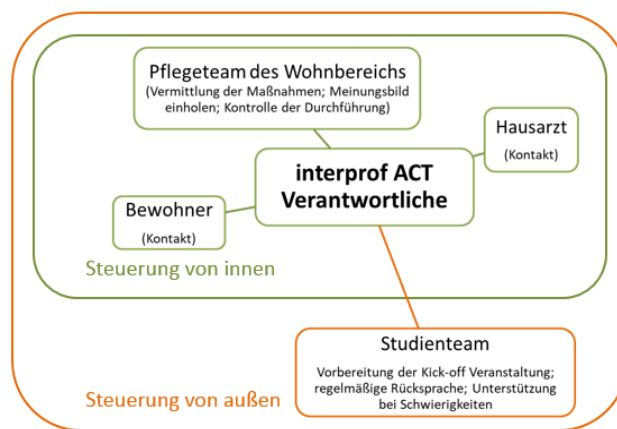 Pflegeteam des Wohnbereichs
(Vermittlung der Maßnahmen; Meinungsbild
einholen; Kontrolle der Durchführung)
Hausarzt
(Kontakt)
interprof ACT
Verantwortliche
Bewohner
(Kontakt)
Steuerung von innen
Studienteam
Vorbereitung der Kick-off Veranstaltung;
regelmäßige Rücksprache; Unterstützung
bei Schwierigkeiten
Steuerung von außen